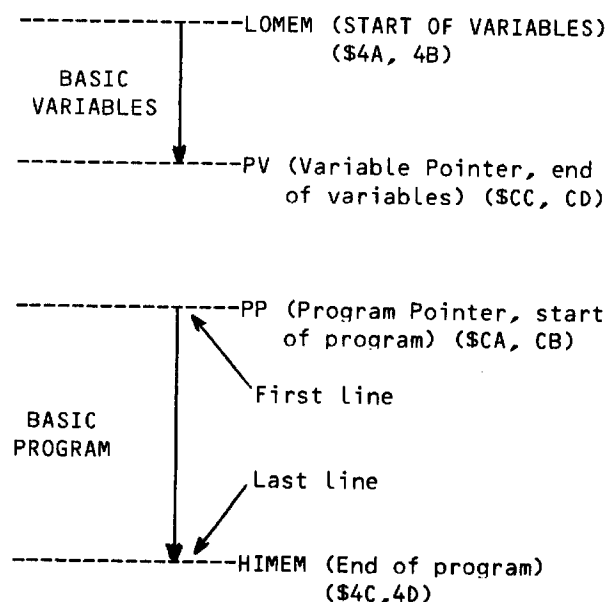 LOMEM (START OF VARIABLES)
($4A, 4B)
BASIC
VARIABLES
PV (Variable Pointer, end
of variables) ($CC, CD)
PP (Program Pointer, start
of program) ($CA, CB)
First line
BASIC
PROGRAM
Last line
HIMEM (End of program)
($4C,4D)